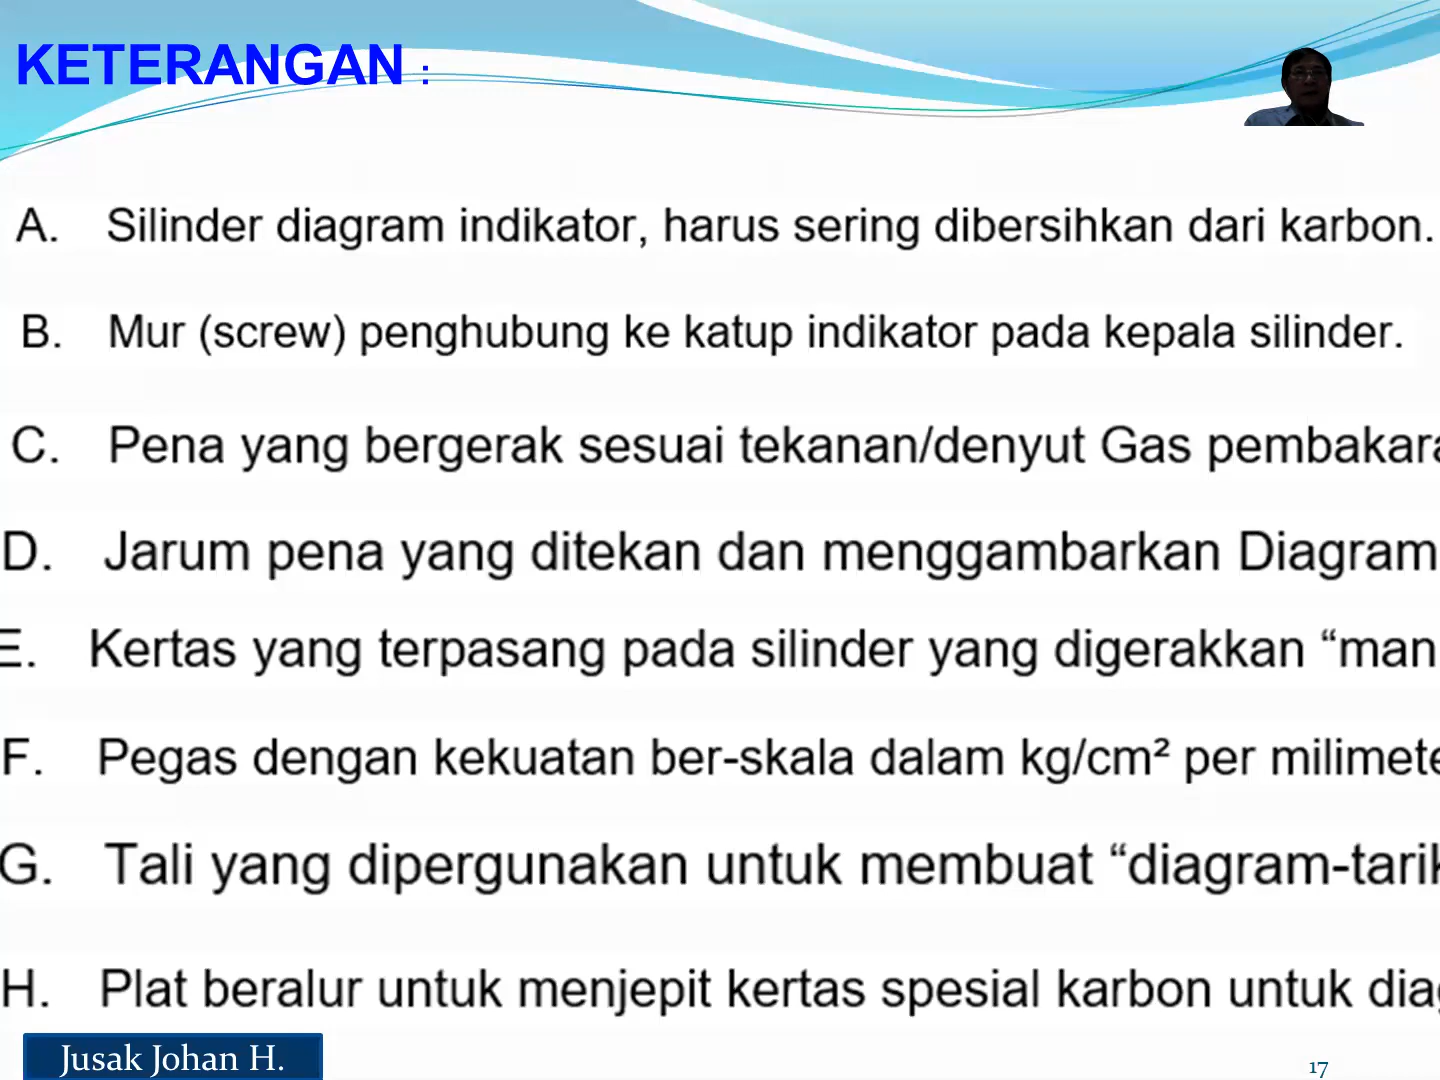 KETERANGAN :
A. Silinder diagram indikator, harus sering dibersihkan dari karbon.
B. Mur (screw) penghubung ke katup indikator pada kepala silinder.
C. Pena yang bergerak sesuai tekanan/denyut Gas
D. Jarum pena yang ditekan dan menggambarkan Diagram
E. Kertas yang terpasang pada silinder yang digerakkan
F. Pegas dengan kekuatan ber-skala dalam kg/cm² per
G. Tali yang dipergunakan untuk membuat
H. Plat beralur untuk menjepit kertas spesial karbon untuk
Jusak Johan H.
17